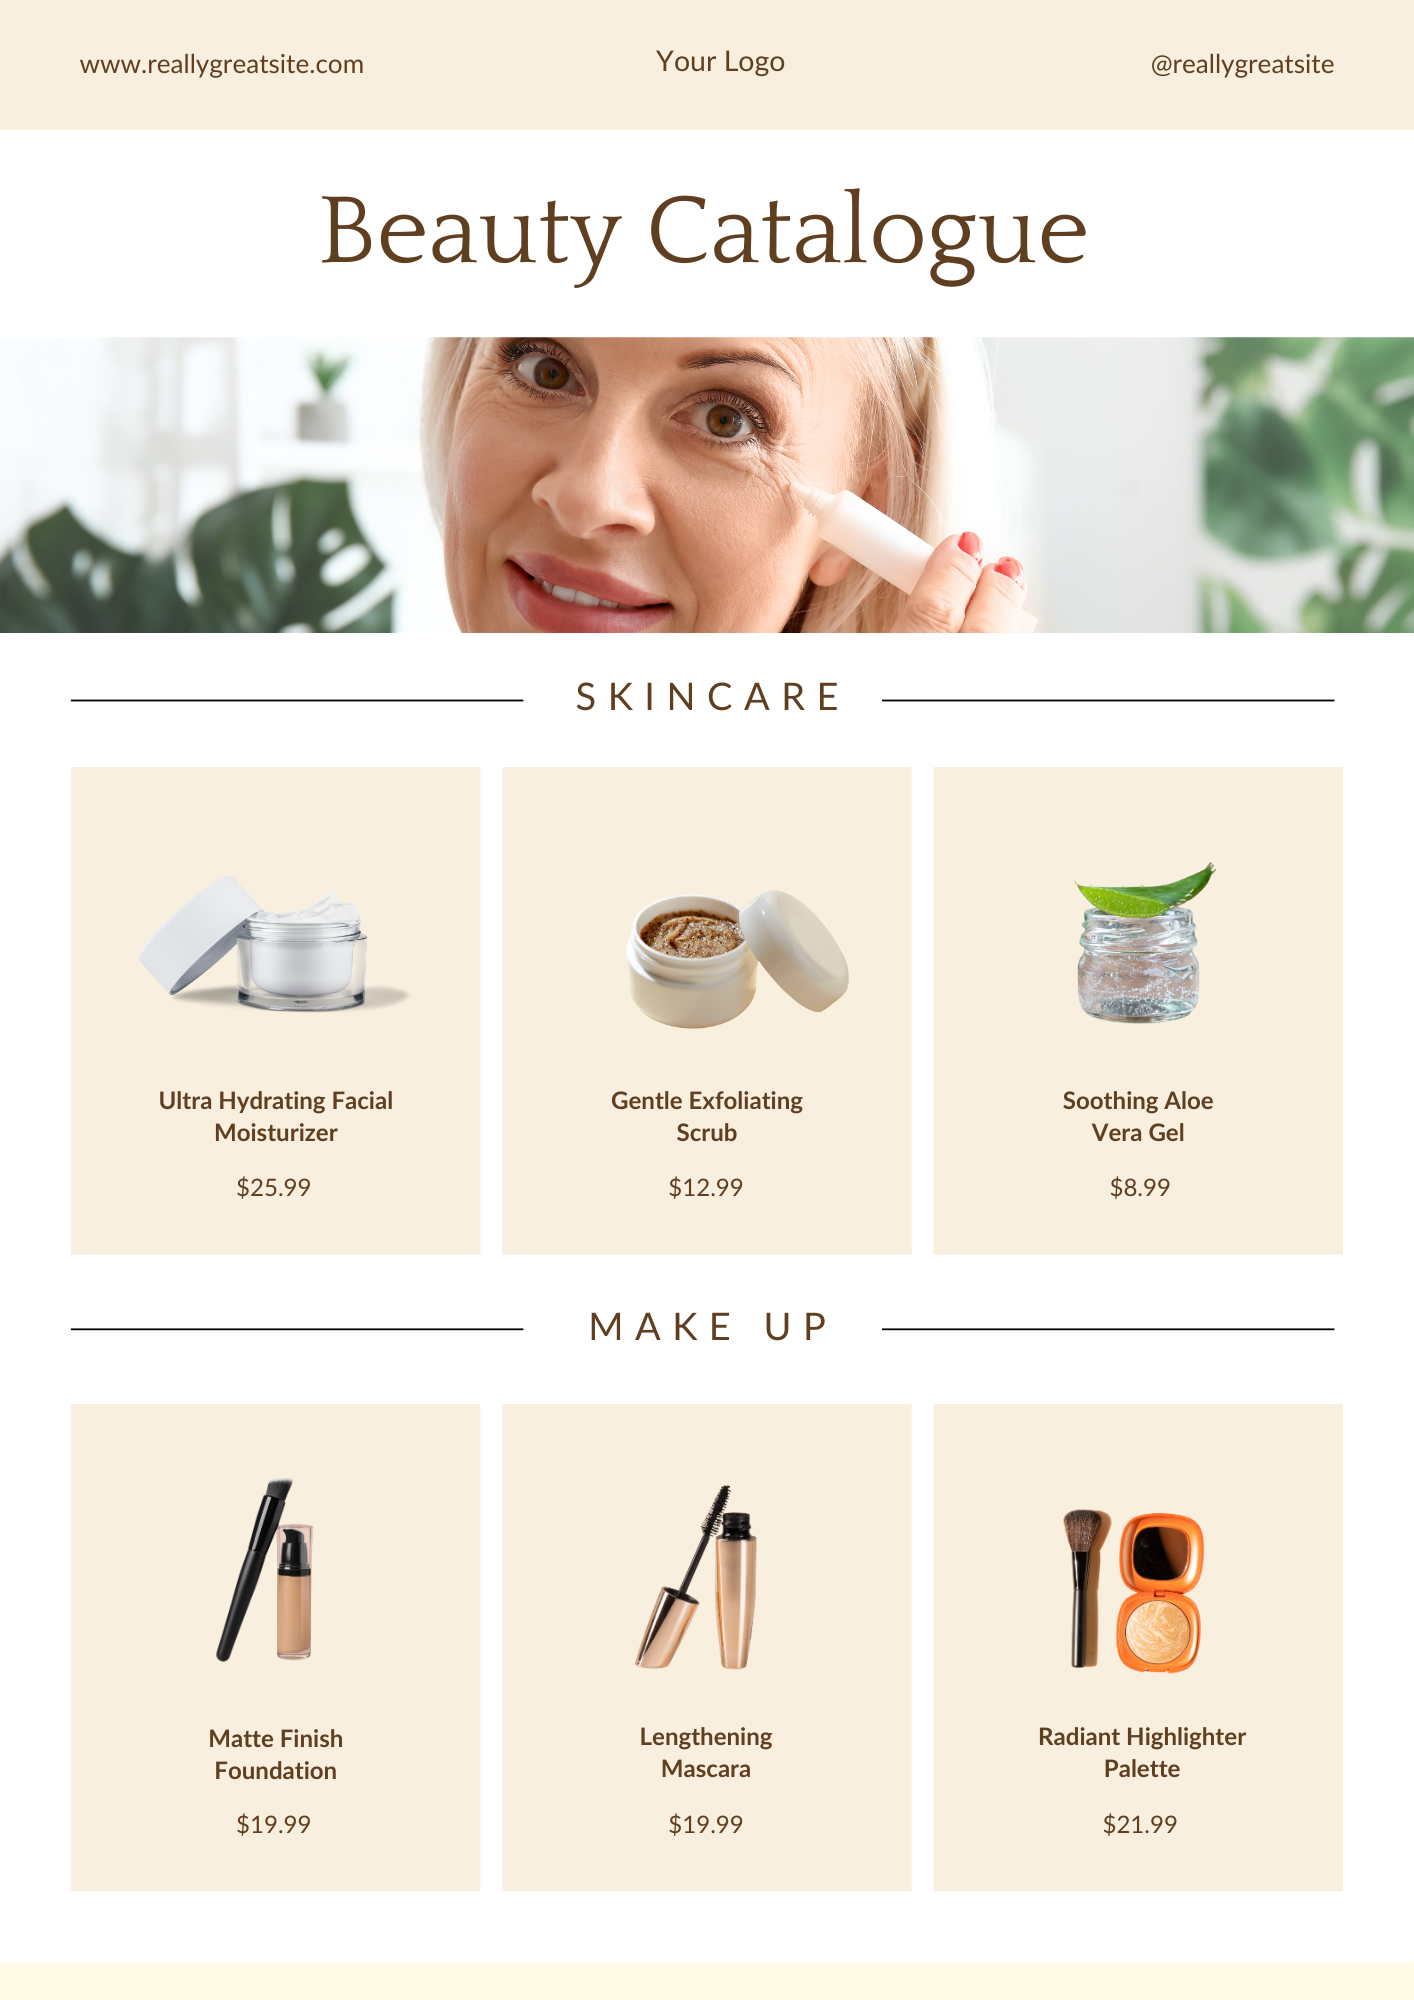 www.reallygreatsite.com
Your Logo
@reallygreatsite
Beauty Catalogue
SKINCARE
Ultra Hydrating Facial
Moisturizer
$25.99
Gentle Exfoliating
Scrub
$12.99
Soothing Aloe
Vera Gel
$8.99
MAKE UP
Matte Finish
Foundation
$19.99
Lengthening
Mascara
$19.99
Radiant Highlighter
Palette
$21.99